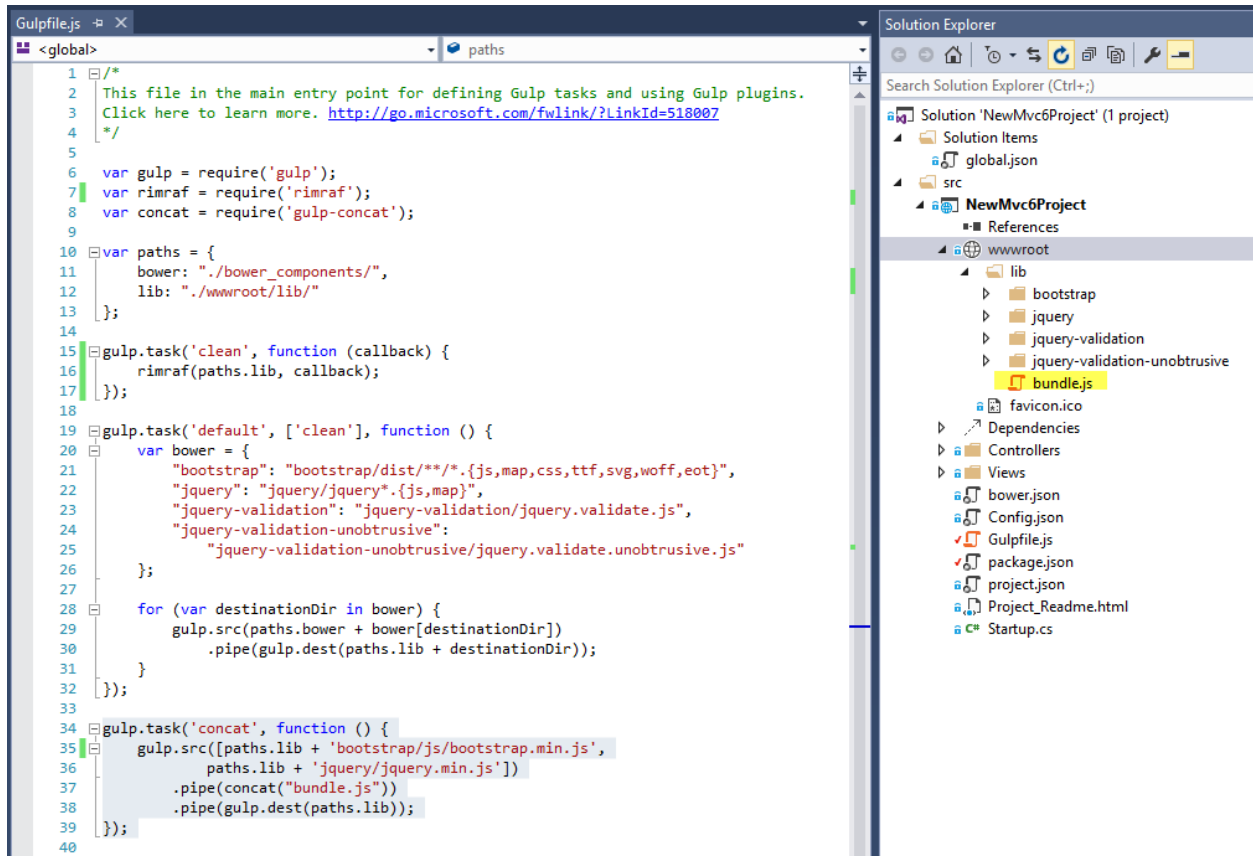 Gulpfile.js
<global>
paths
1 /*
2 This file in the main entry point for defining Gulp tasks and using Gulp plugins.
3 Click here to learn more. http://go.microsoft.com/fwlink/?LinkId=518007
4 */
5
6 var gulp = require('gulp');
7 var rimraf = require('rimraf');
8 var concat = require('gulp-concat');
9
10 var paths = {
11     bower: "./bower_components/",
12     lib: "./wwwroot/lib/"
13 };
14
15 gulp.task('clean', function (callback) {
16     rimraf(paths.lib, callback);
17 });
18
19 gulp.task('default', ['clean'], function () {
20     var bower = {
21         "bootstrap": "bootstrap/dist/**/*.{js,map,css,ttf,svg,woff,eot}",
22         "jquery": "jquery/jquery*.{js,map}",
23         "jquery-validation": "jquery-validation/jquery.validate.js",
24         "jquery-validation-unobtrusive":
25             "jquery-validation-unobtrusive/jquery.validate.unobtrusive.js"
26     };
27
28     for (var destinationDir in bower) {
29         gulp.src(paths.bower + bower[destinationDir])
30             .pipe(gulp.dest(paths.lib + destinationDir));
31     }
32 });
33
34 gulp.task('concat', function () {
35     gulp.src([paths.lib + 'bootstrap/js/bootstrap.min.js',
36             paths.lib + 'jquery/jquery.min.js'])
37         .pipe(concat("bundle.js"))
38         .pipe(gulp.dest(paths.lib));
39 });
40
Solution Explorer
Search Solution Explorer (Ctrl+;)
Solution 'NewMvc6Project' (1 project)
Solution Items
global.json
src
NewMvc6Project
References
wwwroot
lib
bootstrap
jquery
jquery-validation
jquery-validation-unobtrusive
bundle.js
favicon.ico
Dependencies
Controllers
Views
bower.json
Config.json
Gulpfile.js
package.json
project.json
Project_Readme.html
C# Startup.cs